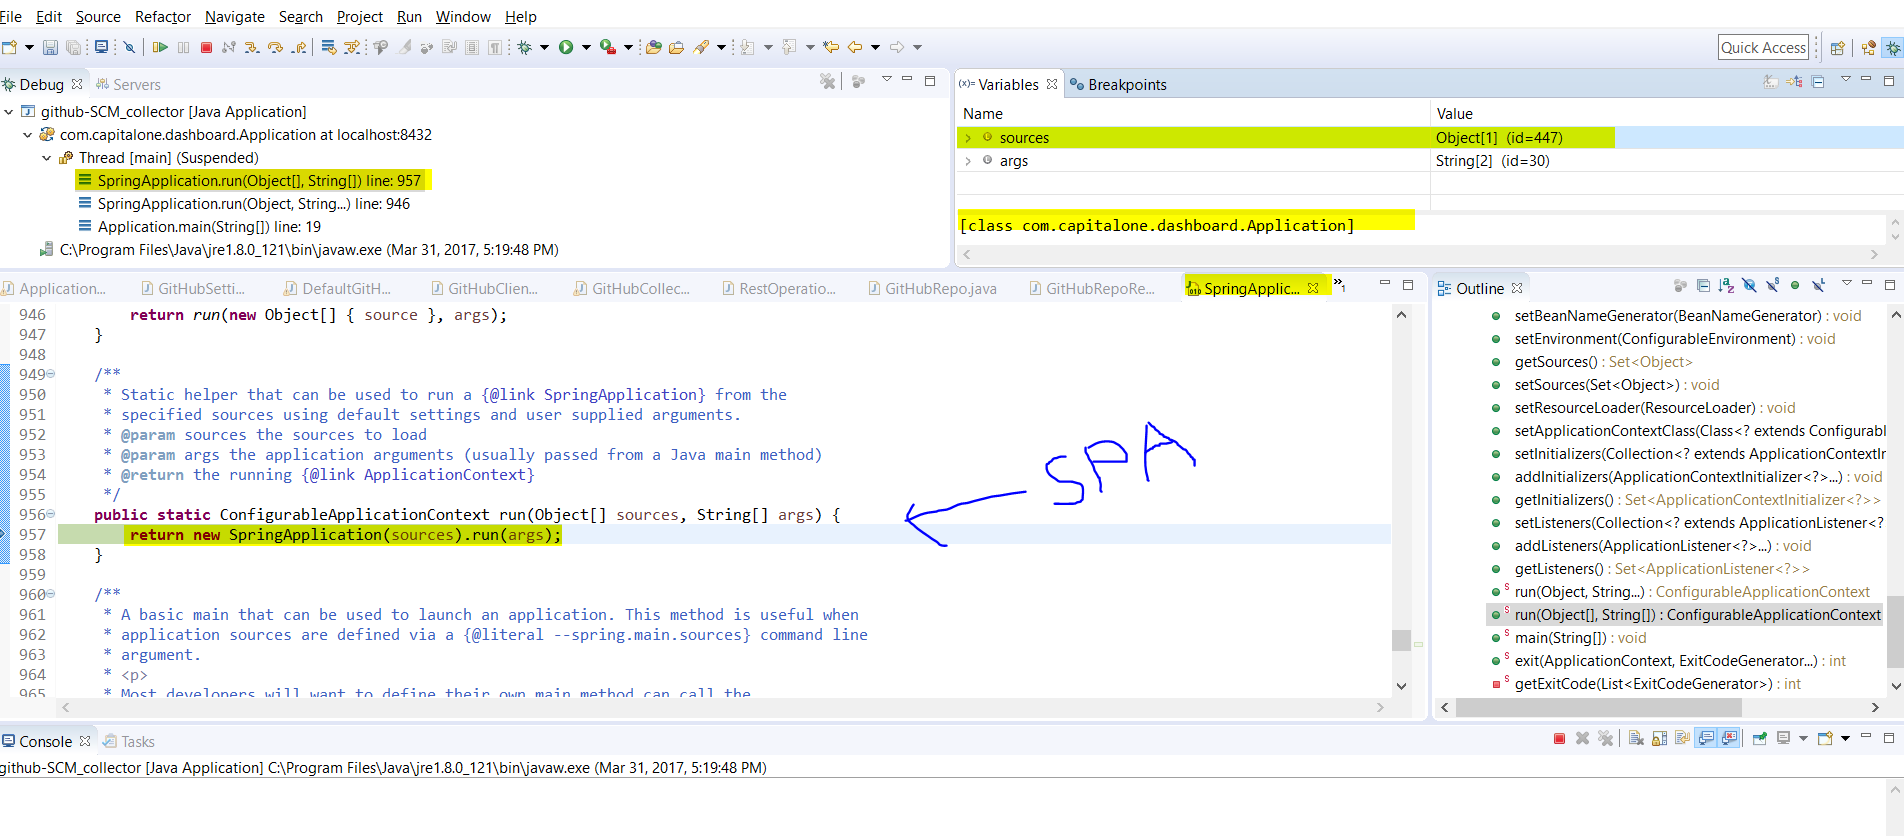 File Edit Source Refactor Navigate Search Project Run Window Help
Quick Access
Debug Servers
github-SCM_collector [Java Application]
com.capitalone.dashboard.Application at localhost:8432
Thread [main] (Suspended)
SpringApplication.run(Object[], String[]) line: 957
SpringApplication.run(Object, String...) line: 946
Application.main(String[]) line: 19
C:\Program Files\Java\jre1.8.0_121\bin\javaw.exe (Mar 31, 2017, 5:19:48 PM)
(x)= Variables Breakpoints
Name Value
sources Object[1] (id=447)
args String[2] (id=30)
[class com.capitalone.dashboard.Application]
Application... GitHubSetti... DefaultGitH... GitHubClien... GitHubCollec... RestOperatio... GitHubRepo.java GitHubRepoRe... SpringApplic... »1
946 return run(new Object[] { source }, args);
947 }
948
949 /**
950 * Static helper that can be used to run a {@link SpringApplication} from the
951 * specified sources using default settings and user supplied arguments.
952 * @param sources the sources to load
953 * @param args the application arguments (usually passed from a Java main method)
954 * @return the running {@link ApplicationContext}
955 */
956 public static ConfigurableApplicationContext run(Object[] sources, String[] args) {
957 return new SpringApplication(sources).run(args);
958 }
959
960 /**
961 * A basic main that can be used to launch an application. This method is useful when
962 * application sources are defined via a {@literal --spring.main.sources} command line
963 * argument.
964 * <p>
965 * Most developers will want to define their own main method can call the
SPA
Outline
setBeanNameGenerator(BeanNameGenerator) : void
setEnvironment(ConfigurableEnvironment) : void
getSources() : Set<Object>
setSources(Set<Object>) : void
setResourceLoader(ResourceLoader) : void
setApplicationContextClass(Class<? extends Configurabl
setInitializers(Collection<? extends ApplicationContextIr
addInitializers(ApplicationContextInitializer<?>...) : void
getInitializers() : Set<ApplicationContextInitializer<?>>
setListeners(Collection<? extends ApplicationListener<?
addListeners(ApplicationListener<?>...) : void
getListeners() : Set<ApplicationListener<?>>
run(Object, String...) : ConfigurableApplicationContext
run(Object[], String[]) : ConfigurableApplicationContext
main(String[]) : void
exit(ApplicationContext, ExitCodeGenerator...) : int
getExitCode(List<ExitCodeGenerator>) : int
Console Tasks
github-SCM_collector [Java Application] C:\Program Files\Java\jre1.8.0_121\bin\javaw.exe (Mar 31, 2017, 5:19:48 PM)